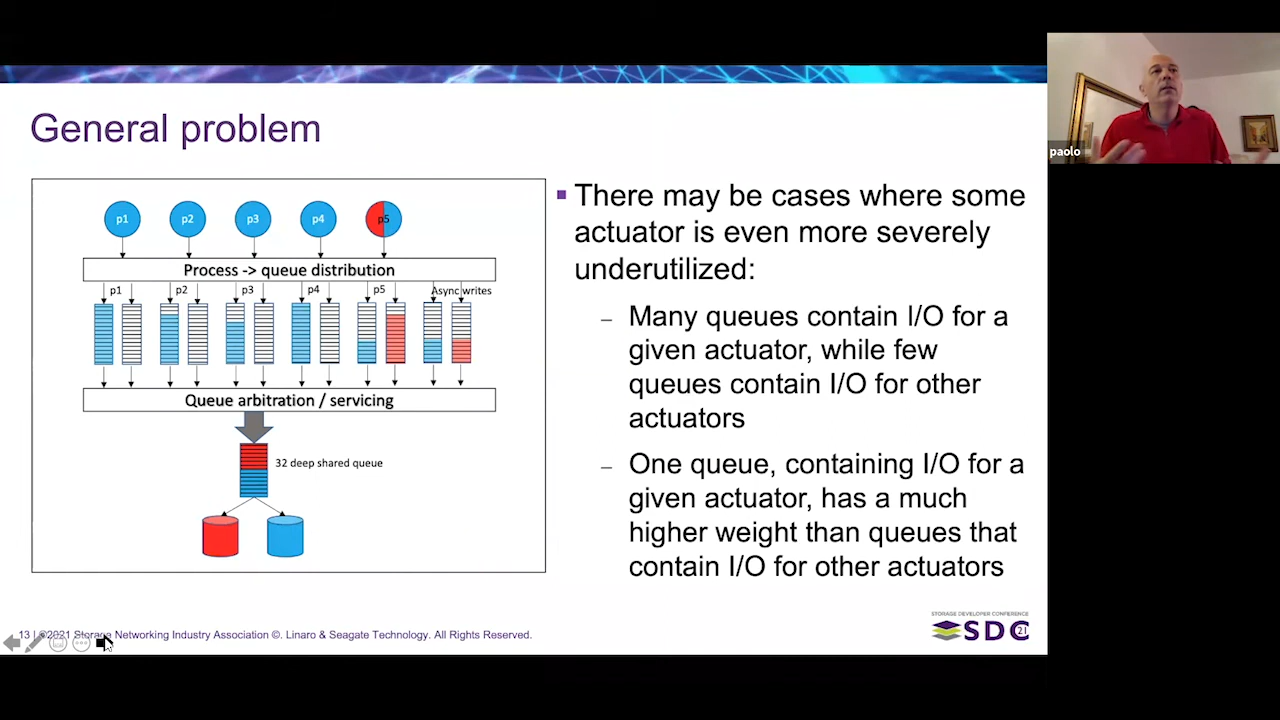 General problem
p1 p2 p3 p4 p5
Process -> queue distribution
p1 p2 p3 p4 p5 Async writes
Queue arbitration / servicing
32 deep shared queue
There may be cases where some
actuator is even more severely
underutilized:
– Many queues contain I/O for a
given actuator, while few
queues contain I/O for other
actuators
– One queue, containing I/O for a
given actuator, has a much
higher weight than queues that
contain I/O for other actuators
13 | ©2021 Storage Networking Industry Association ©. Linaro & Seagate Technology. All Rights Reserved.
STORAGE DEVELOPER CONFERENCE
SDC 21
paolo